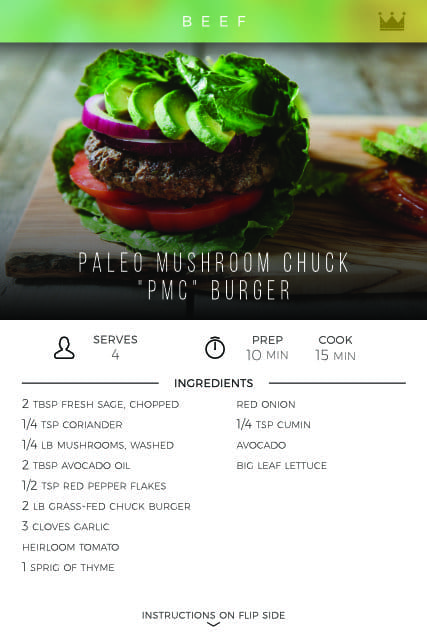 BEEF
PALEO MUSHROOM CHUCK
"PMC" BURGER
SERVES
4
PREP
10 MIN
COOK
15 MIN
INGREDIENTS
2 TBSP FRESH SAGE, CHOPPED
1/4 TSP CORIANDER
1/4 LB MUSHROOMS, WASHED
2 TBSP AVOCADO OIL
1/2 TSP RED PEPPER FLAKES
2 LB GRASS-FED CHUCK BURGER
3 CLOVES GARLIC
HEIRLOOM TOMATO
1 SPRIG OF THYME
RED ONION
1/4 TSP CUMIN
AVOCADO
BIG LEAF LETTUCE
INSTRUCTIONS ON FLIP SIDE